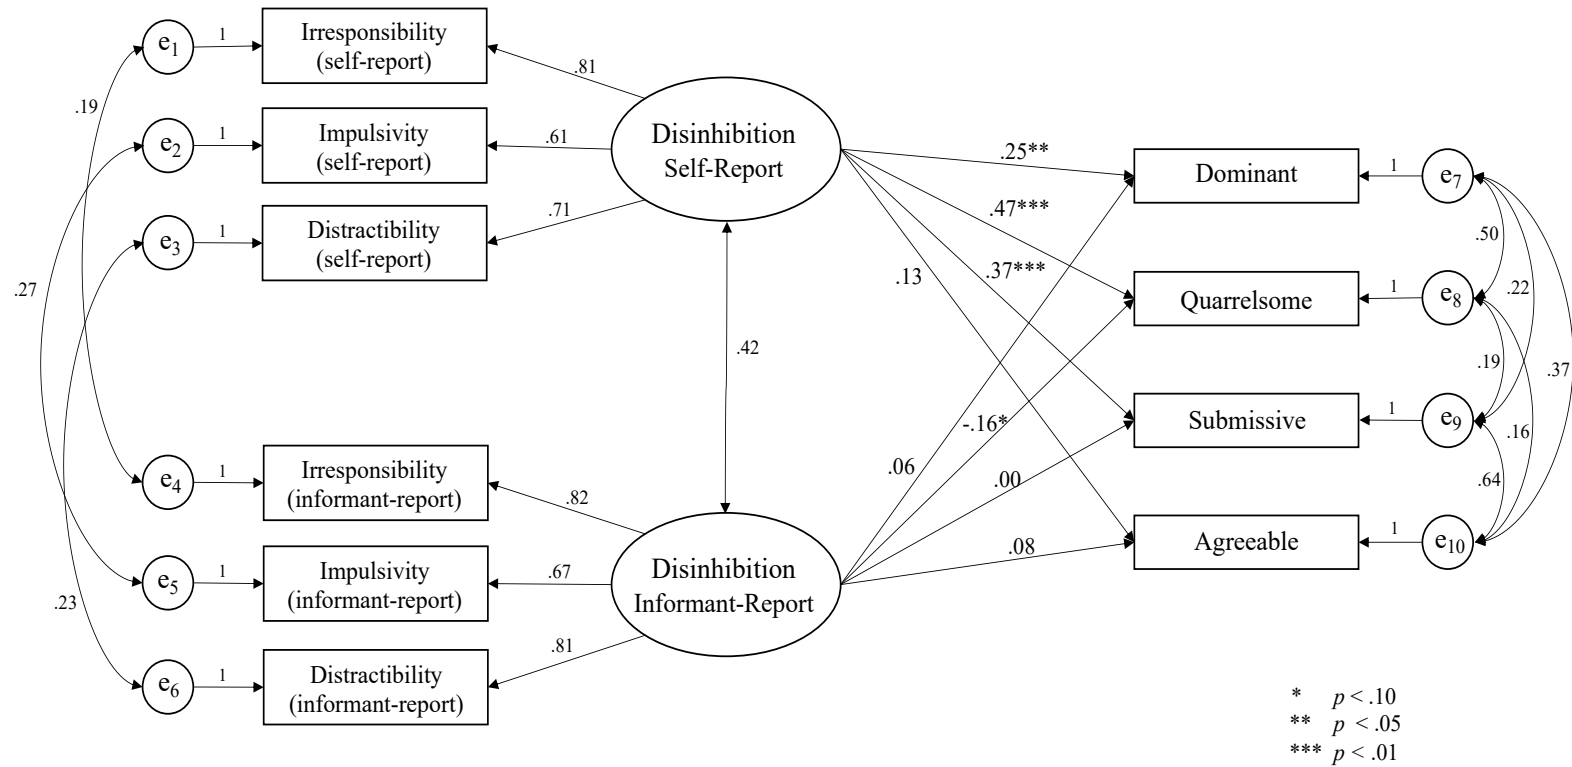 e1
1
Irresponsibility
(self-report)
.81
.19
e2
1
Impulsivity
(self-report)
.61
Disinhibition
Self-Report
e3
1
Distractibility
(self-report)
.71
.27
.42
e4
1
Irresponsibility
(informant-report)
.82
e5
1
Impulsivity
(informant-report)
.67
Disinhibition
Informant-Report
.23
e6
1
Distractibility
(informant-report)
.81
.25**
.47***
.37***
.13
-.16*
.06
.00
.08
Dominant
1
e7
.50
Quarrelsome
1
e8
.22
.19
.37
Submissive
1
e9
.16
.64
Agreeable
1
e10
* p < .10
** p < .05
*** p < .01